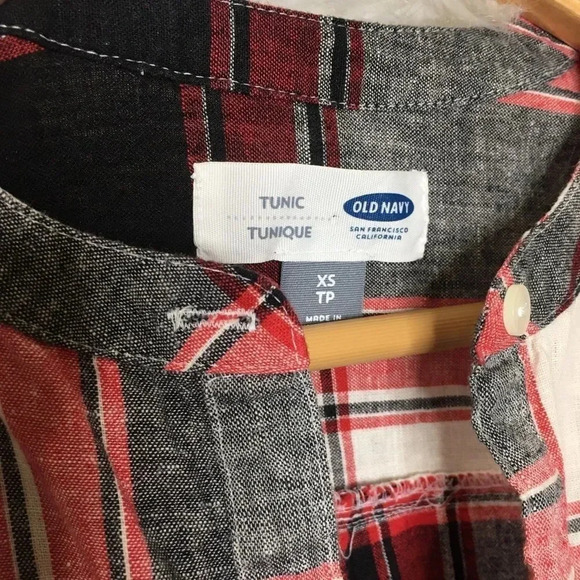 TUNIC
TUNIQUE
OLD NAVY
SAN FRANCISCO
CALIFORNIA
XS
TP
MADE IN